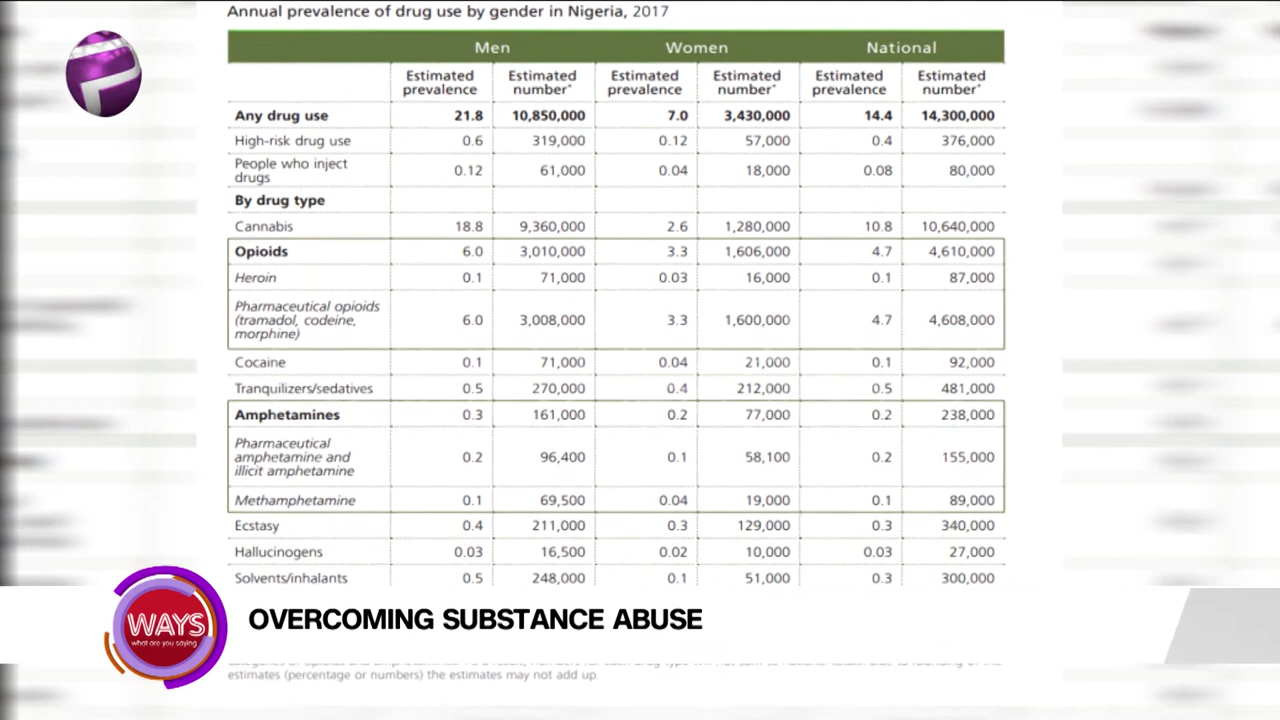 Annual prevalence of drug use by gender in Nigeria, 2017
Men Women National
Estimated prevalence Estimated number* Estimated prevalence Estimated number* Estimated prevalence Estimated number*
Any drug use 21.8 10,850,000 7.0 3,430,000 14.4 14,300,000
High-risk drug use 0.6 319,000 0.12 57,000 0.4 376,000
People who inject drugs 0.12 61,000 0.04 18,000 0.08 80,000
By drug type
Cannabis 18.8 9,360,000 2.6 1,280,000 10.8 10,640,000
Opioids 6.0 3,010,000 3.3 1,606,000 4.7 4,610,000
Heroin 0.1 71,000 0.03 16,000 0.1 87,000
Pharmaceutical opioids (tramadol, codeine, morphine) 6.0 3,008,000 3.3 1,600,000 4.7 4,608,000
Cocaine 0.1 71,000 0.04 21,000 0.1 92,000
Tranquilizers/sedatives 0.5 270,000 0.4 212,000 0.5 481,000
Amphetamines 0.3 161,000 0.2 77,000 0.2 238,000
Pharmaceutical amphetamine and illicit amphetamine 0.2 96,400 0.1 58,100 0.2 155,000
Methamphetamine 0.1 69,500 0.04 19,000 0.1 89,000
Ecstasy 0.4 211,000 0.3 129,000 0.3 340,000
Hallucinogens 0.03 16,500 0.02 10,000 0.03 27,000
Solvents/inhalants 0.5 248,000 0.1 51,000 0.3 300,000
WAYS
what are you saying
OVERCOMING SUBSTANCE ABUSE
estimates (percentage or numbers) the estimates may not add up.